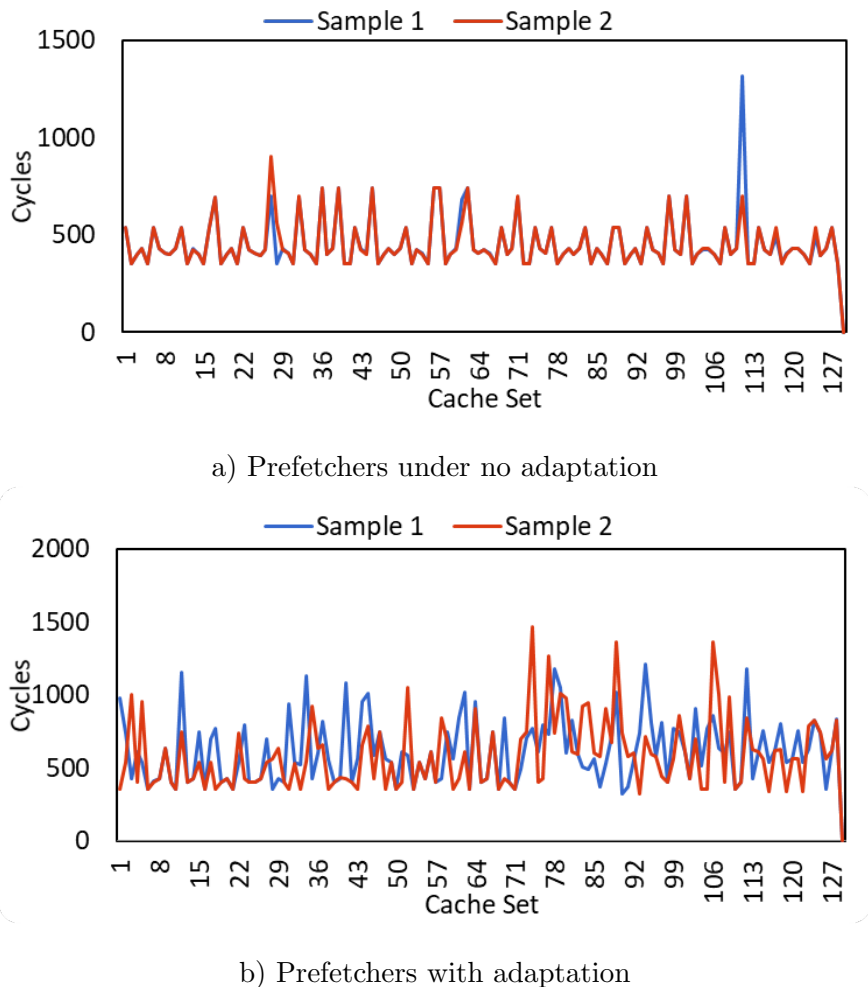 Sample 1 Sample 2
1500
1000
500
0
Cycles
1 8 15 22 29 36 43 50 57 64 71 78 85 92 99 106 113 120 127
Cache Set
a) Prefetchers under no adaptation
Sample 1 Sample 2
2000
1500
1000
500
0
Cycles
1 8 15 22 29 36 43 50 57 64 71 78 85 92 99 106 113 120 127
Cache Set
b) Prefetchers with adaptation